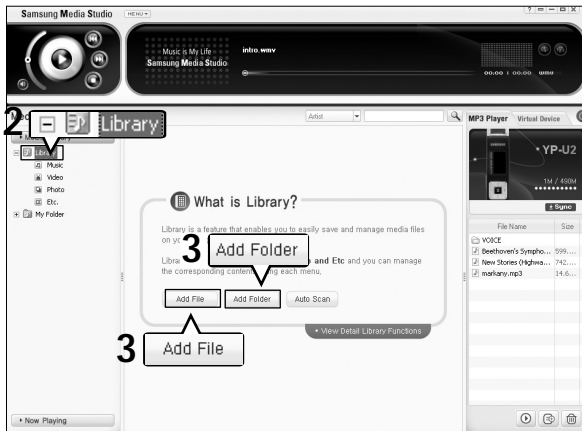 Samsung Media Studio
MENU
Music is My Life
Samsung Media Studio
intro.wmv
00.00 | 00.00 WMV
Artist
MP3 Player
Virtual Device
2
Library
Library
Music
Video
Photo
Etc.
My Folder
YP-U2
1M / 490M
Sync
What is Library?
Library is a feature that enables you to easily save and manage media files
on
3
Add Folder
and Etc and you can manage
the corresponding content
ing each menu,
Add File
Add Folder
Auto Scan
View Detail Library Functions
3
Add File
File Name
Size
VOICE
Beethoven's Sympho...
599....
New Stories (Highwa...
742....
markany.mp3
14.6...
Now Playing